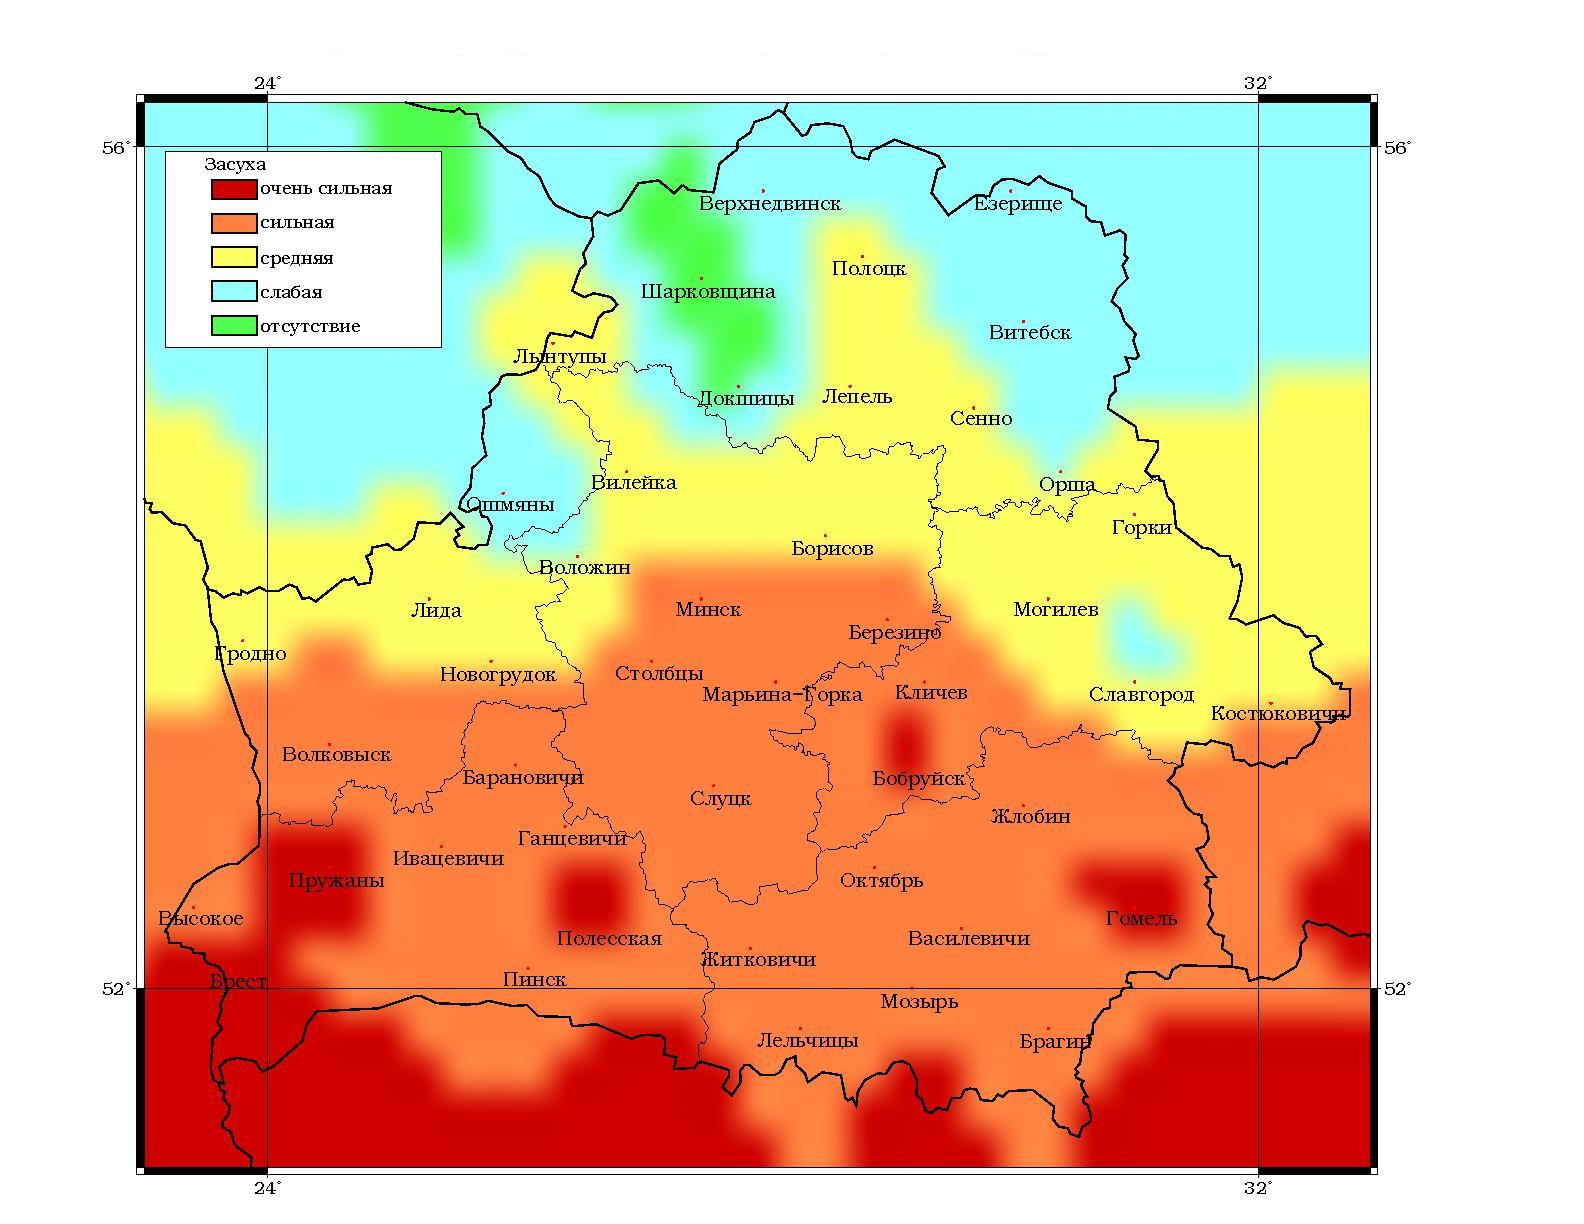 24° 32°
56° 56°
Засуха
очень сильная
сильная
средняя
слабая
отсутствие
Верхнедвинск Езерище
Полоцк
Шарковщина
Витебск
Лынтупы
Докшицы Лепель
Сенно
Вилейка Орша
Ошмяны
Горки
Борисов
Воложин
Лида Минск Могилев
Березино
Гродно
Новогрудок Столбцы
Марьина-Горка Кличев Славгород
Костюковичи
Волковыск
Барановичи Бобруйск
Слуцк
Жлобин
Ганцевичи
Ивацевичи
Пружаны Октябрь
Высокое Гомель
Полесская Василевичи
Житковичи
Брест Пинск
52° 52°
Мозырь
Лельчицы Брагин
24° 32°